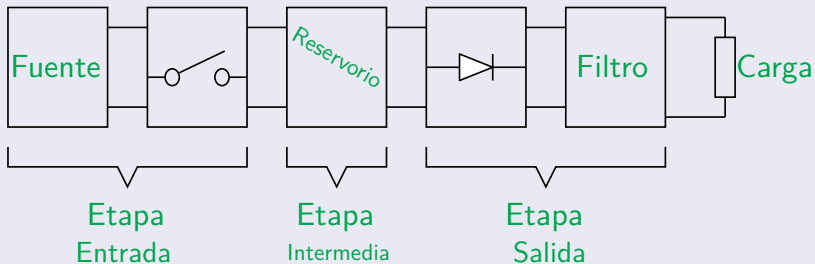 Fuente
Reservorio
Filtro
Carga
Etapa
Entrada
Etapa
Intermedia
Etapa
Salida